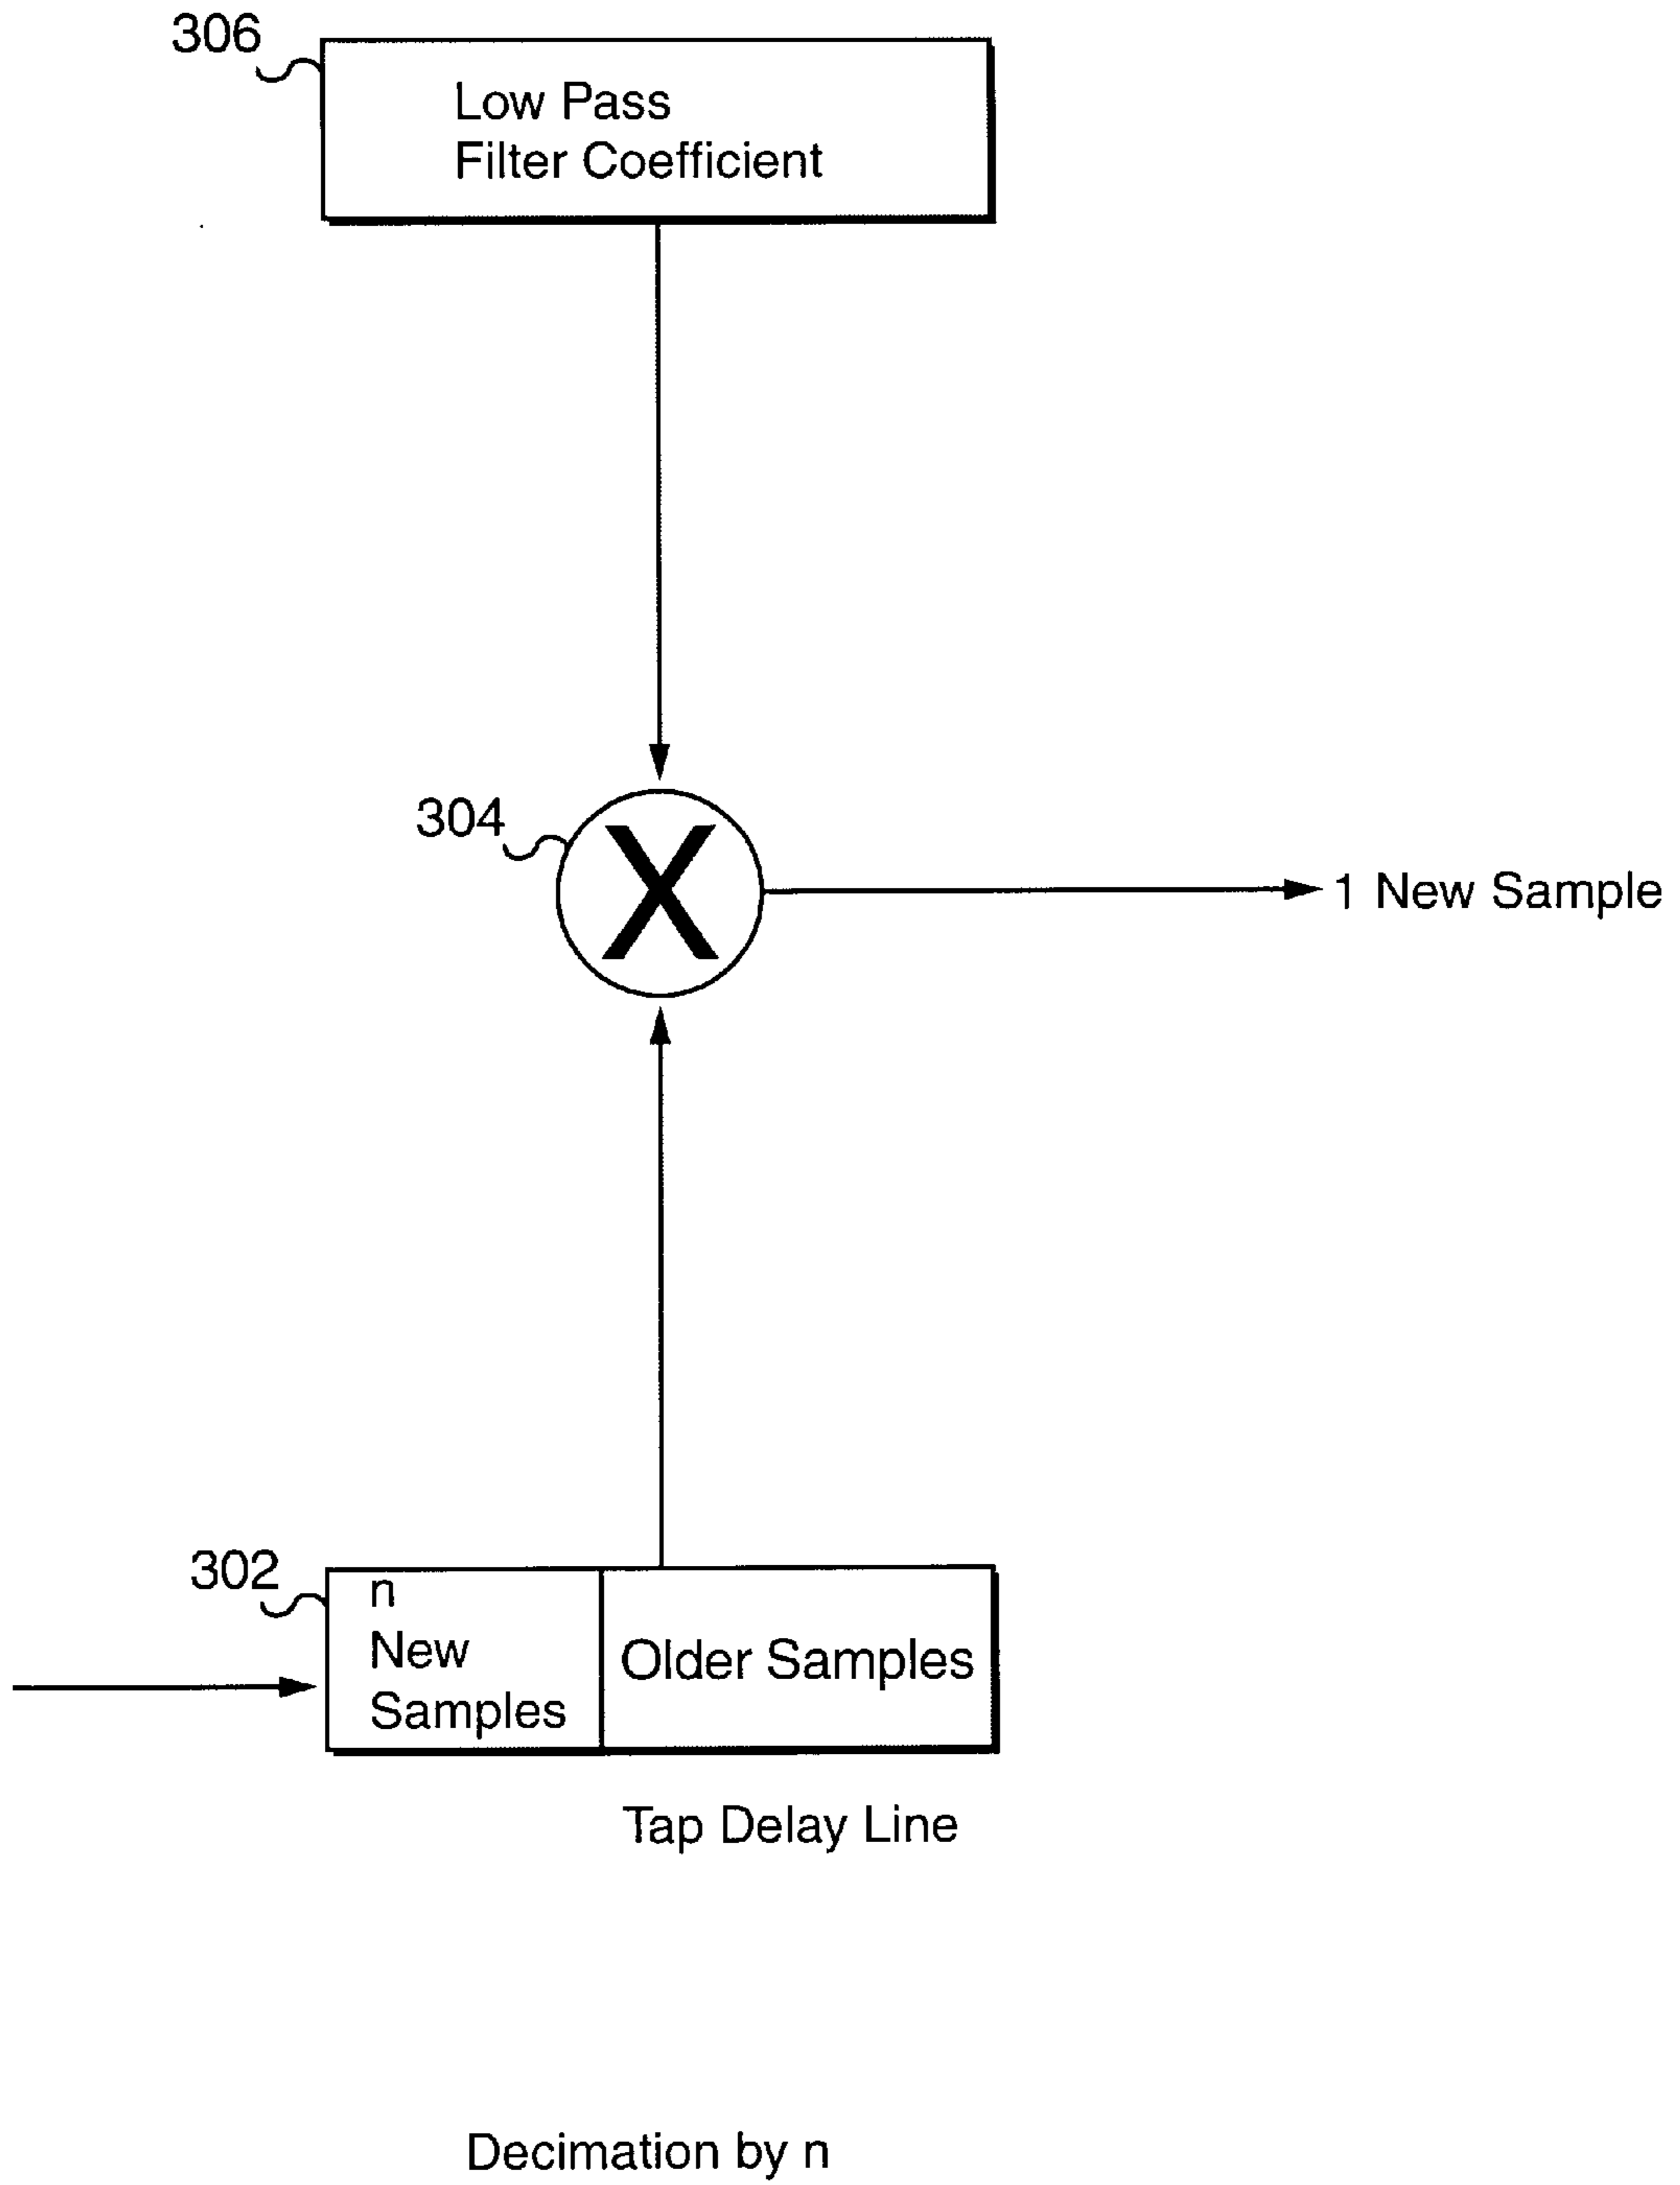 306
Low Pass
Filter Coefficient
304
X
1 New Sample
302
n
New
Samples
Older Samples
Tap Delay Line
Decimation by n